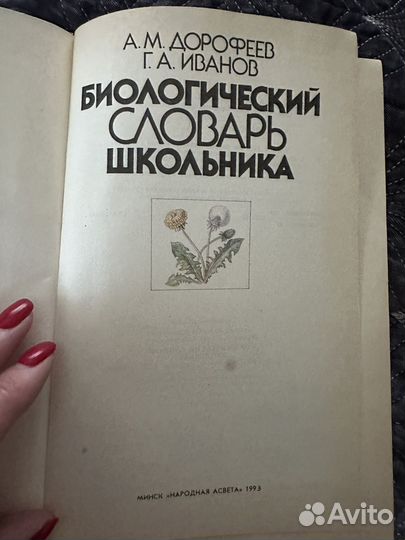 А. М. ДОРОФЕЕВ
Г. А. ИВАНОВ
БИОЛОГИЧЕСКИЙ
СЛОВАРЬ
ШКОЛЬНИКА
МИНСК «НАРОДНАЯ АСВЕТА» 1993
Avito